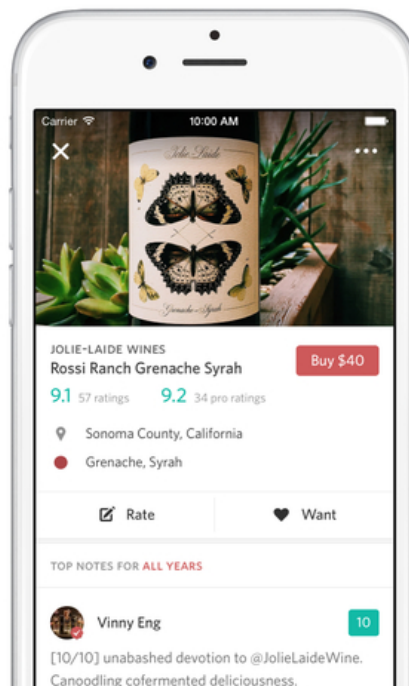 Carrier 10:00 AM
Jolie-Laide
Grenache-Syrah
JOLIE-LAIDE WINES
Rossi Ranch Grenache Syrah
Buy $40
9.1 57 ratings 9.2 34 pro ratings
Sonoma County, California
Grenache, Syrah
Rate Want
TOP NOTES FOR ALL YEARS
Vinny Eng 10
[10/10] unabashed devotion to @JolieLaideWine.
Canoodling cofermented deliciousness.